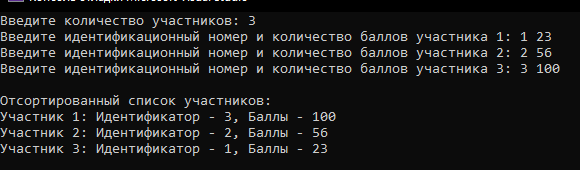 Введите количество участников: 3
Введите идентификационный номер и количество баллов участника 1: 1 23
Введите идентификационный номер и количество баллов участника 2: 2 56
Введите идентификационный номер и количество баллов участника 3: 3 100
Отсортированный список участников:
Участник 1: Идентификатор - 3, Баллы - 100
Участник 2: Идентификатор - 2, Баллы - 56
Участник 3: Идентификатор - 1, Баллы - 23